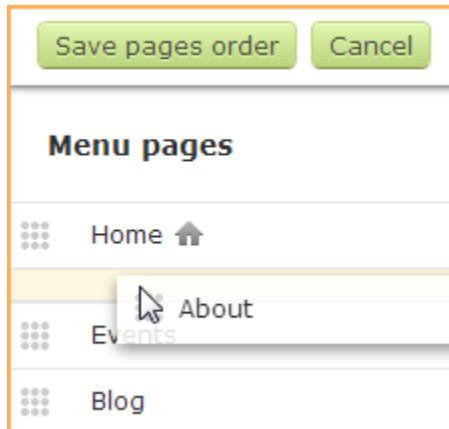 Save pages order Cancel
Menu pages
Home
About
Events
Blog